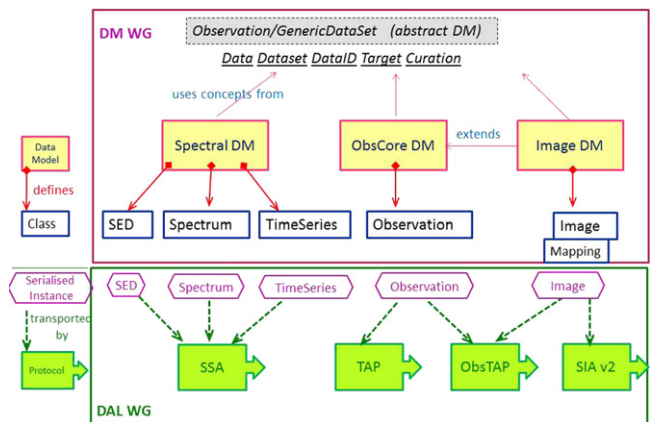 DM WG
Observation/GenericDataSet (abstract DM)
Data Dataset DataID Target Curation
uses concepts from
Data
Model
Spectral DM
ObsCore DM
extends
Image DM
defines
Class
SED
Spectrum
TimeSeries
Observation
Image
Mapping
Serialised
Instance
SED
Spectrum
TimeSeries
Observation
Image
transported
by
Protocol
SSA
TAP
ObsTAP
SIA v2
DAL WG